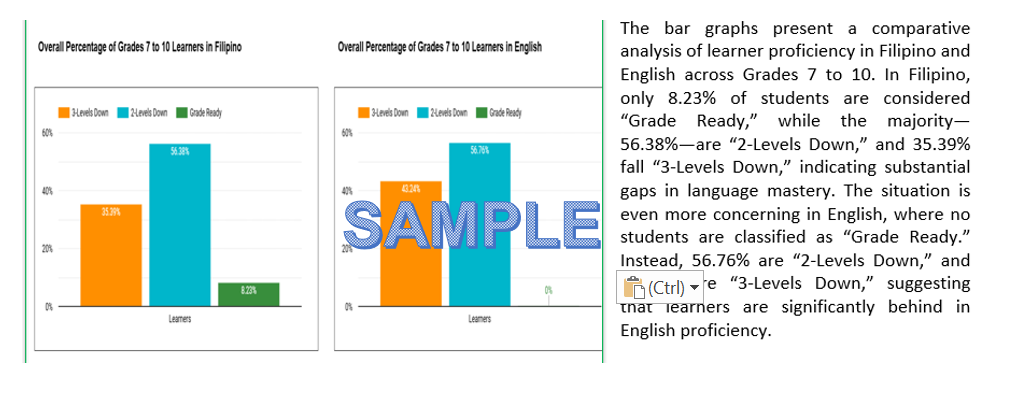 Overall Percentage of Grades 7 to 10 Learners in Filipino
3-Levels Down 2-Levels Down Grade Ready
60%
40%
20%
0%
35.39%
56.38%
8.23%
Learners
Overall Percentage of Grades 7 to 10 Learners in English
3-Levels Down 2-Levels Down Grade Ready
60%
40%
20%
0%
43.24%
56.76%
0%
Learners
SAMPLE
The bar graphs present a comparative
analysis of learner proficiency in Filipino and
English across Grades 7 to 10. In Filipino,
only 8.23% of students are considered
“Grade Ready,” while the majority—
56.38%—are “2-Levels Down,” and 35.39%
fall “3-Levels Down,” indicating substantial
gaps in language mastery. The situation is
even more concerning in English, where no
students are classified as “Grade Ready.”
Instead, 56.76% are “2-Levels Down,” and
re “3-Levels Down,” suggesting
(Ctrl)
that learners are significantly behind in
English proficiency.